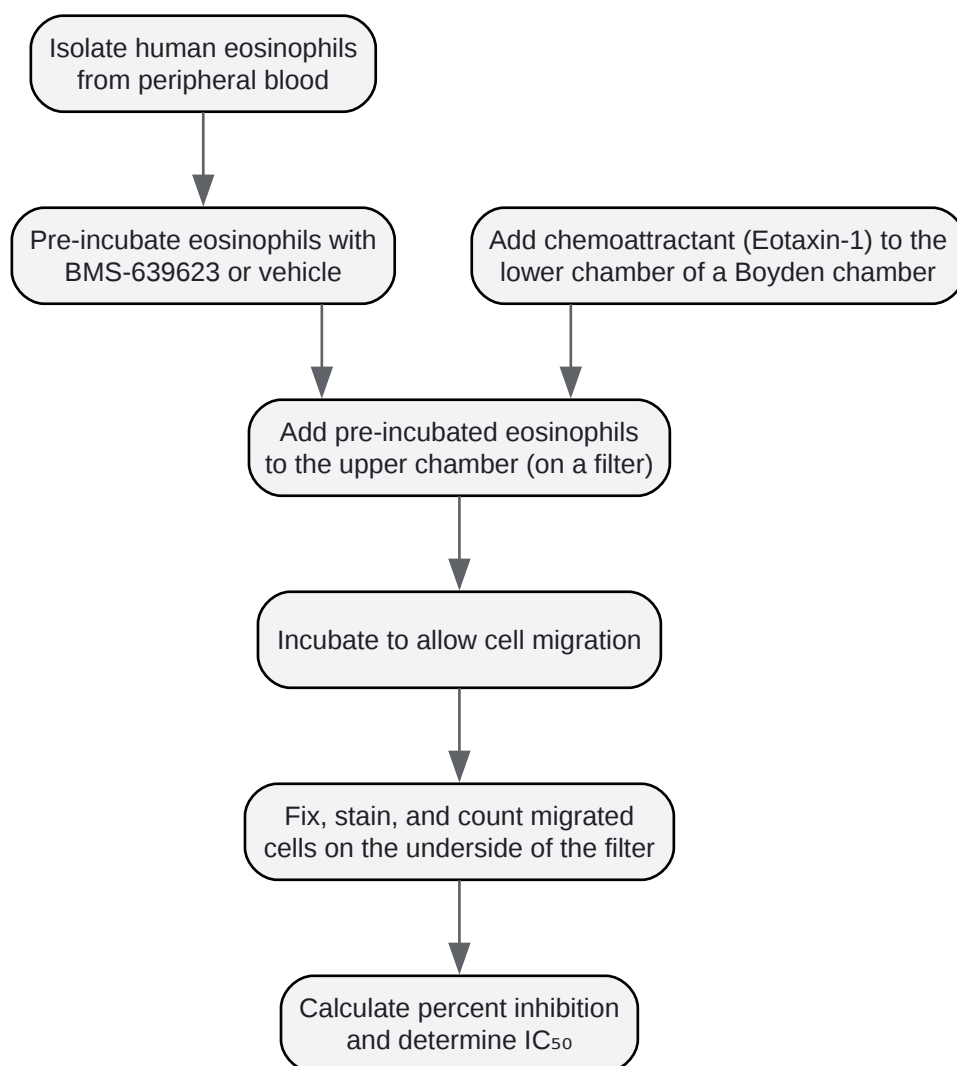 Isolate human eosinophils
from peripheral blood
Pre-incubate eosinophils with
BMS-639623 or vehicle
Add chemoattractant (Eotaxin-1) to the
lower chamber of a Boyden chamber
Add pre-incubated eosinophils
to the upper chamber (on a filter)
Incubate to allow cell migration
Fix, stain, and count migrated
cells on the underside of the filter
Calculate percent inhibition
and determine IC₅₀